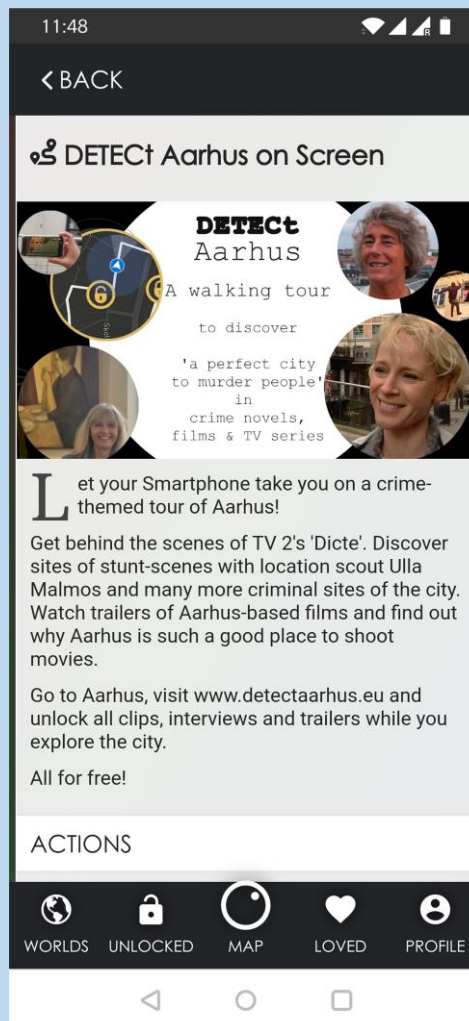 11:48
R
BACK
DETECt Aarhus on Screen
DETECt
Aarhus
A walking tour
to discover
'a perfect city
to murder people'
in
crime novels,
films & TV series
Let your Smartphone take you on a crime-
themed tour of Aarhus!
Get behind the scenes of TV 2's 'Dicte'. Discover
sites of stunt-scenes with location scout Ulla
Malmos and many more criminal sites of the city.
Watch trailers of Aarhus-based films and find out
why Aarhus is such a good place to shoot
movies.
Go to Aarhus, visit www.detectaarhus.eu and
unlock all clips, interviews and trailers while you
explore the city.
All for free!
ACTIONS
WORLDS UNLOCKED MAP LOVED PROFILE